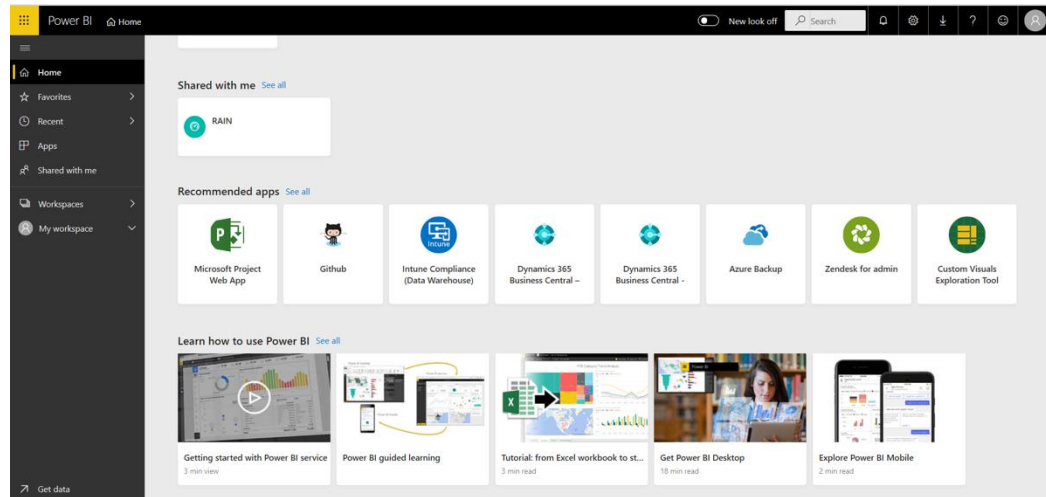 Power BI
Home
New look off
Search
Home
Favorites
Recent
Apps
Shared with me
Workspaces
My workspace
Get data
Shared with me See all
RAIN
Recommended apps See all
Microsoft Project
Web App
Github
Intune
Intune Compliance
(Data Warehouse)
Dynamics 365
Business Central –
Dynamics 365
Business Central -
Azure Backup
Zendesk for admin
Custom Visuals
Exploration Tool
Learn how to use Power BI See all
Getting started with Power BI service
3 min view
Power BI guided learning
Tutorial: from Excel workbook to st...
3 min read
Get Power BI Desktop
18 min read
Explore Power BI Mobile
2 min read